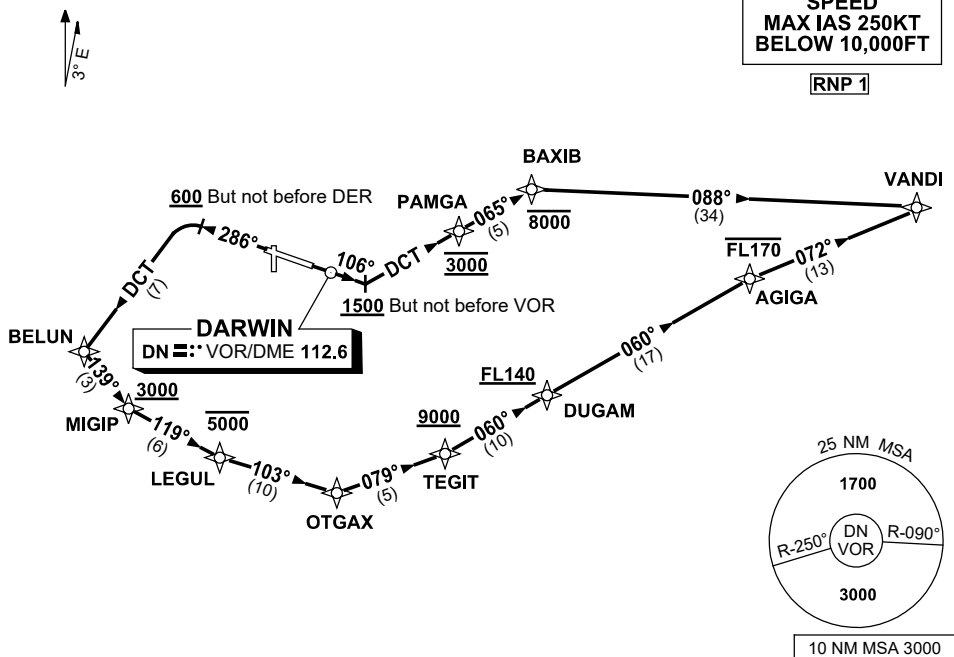 SPEED
MAX IAS 250KT
BELOW 10,000FT
RNP 1
3° E
BAXIB
VANDI
600 But not before DER
PAMGA
065°
(5)
8000
088°
(34)
286°
106°
DCT
3000
FL170
072°
(13)
AGIGA
1500 But not before VOR
DCT
(7)
BELUN
DARWIN
DN VOR/DME 112.6
139°
(3)
3000
MIGIP
5000
119°
(6)
LEGUL
103°
(10)
OTGAX
079°
(5)
9000
TEGIT
060°
(10)
FL140
DUGAM
060°
(17)
25 NM MSA
1700
R-250°
DN
VOR
R-090°
3000
10 NM MSA 3000